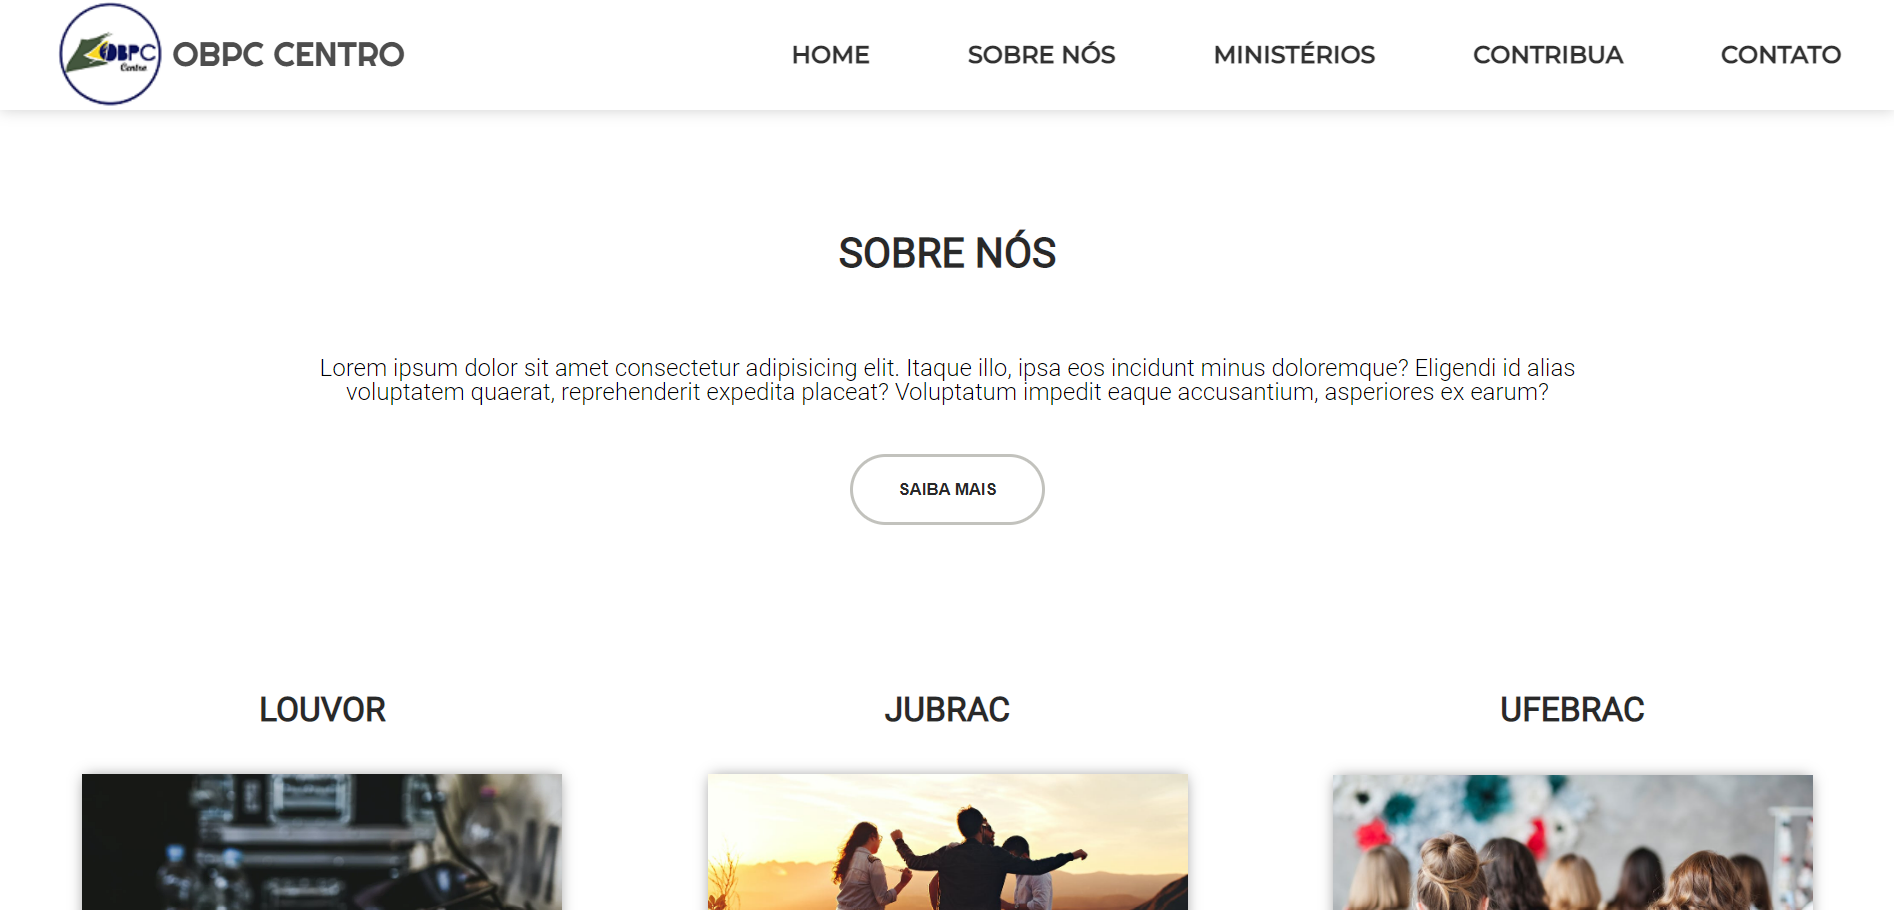 OBPC
Centro
OBPC CENTRO
HOME
SOBRE NÓS
MINISTÉRIOS
CONTRIBUA
CONTATO
SOBRE NÓS
Lorem ipsum dolor sit amet consectetur adipisicing elit. Itaque illo, ipsa eos incidunt minus doloremque? Eligendi id alias
voluptatem quaerat, reprehenderit expedita placeat? Voluptatum impedit eaque accusantium, asperiores ex earum?
SAIBA MAIS
LOUVOR
JUBRAC
UFEBRAC